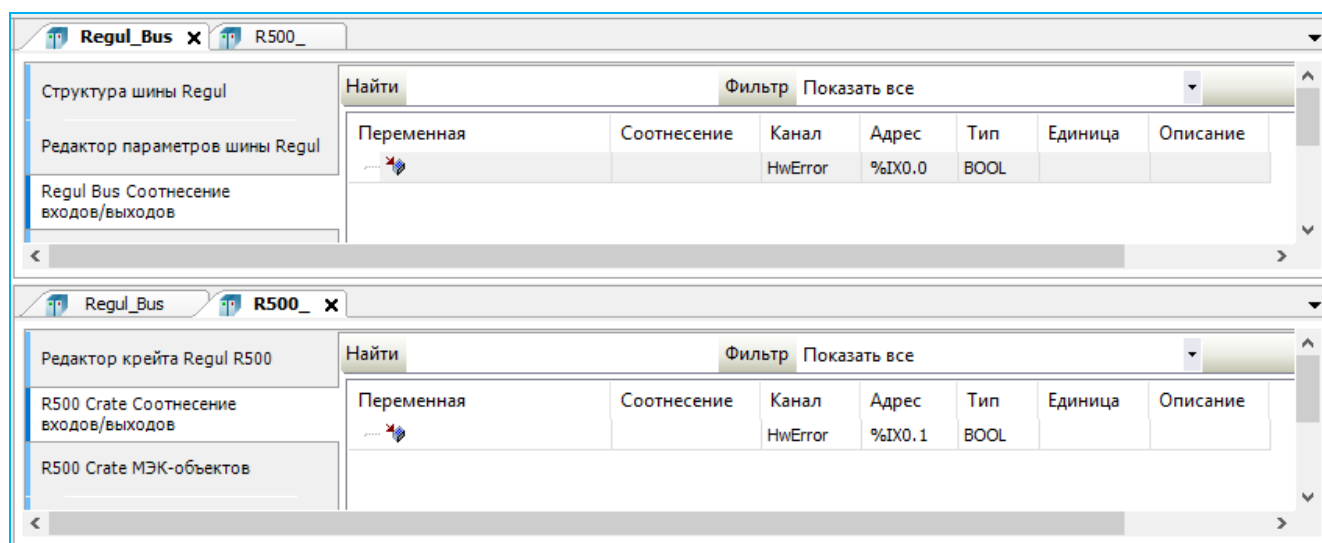 Regul_Bus R500_
Структура шины Regul
Редактор параметров шины Regul
Regul Bus Соотнесение
входов/выходов
Найти Фильтр Показать все
Переменная Соотнесение Канал Адрес Тип Единица Описание
HwError %IX0.0 BOOL
Regul_Bus R500_
Редактор крейта Regul R500
R500 Crate Соотнесение
входов/выходов
R500 Crate МЭК-объектов
Найти Фильтр Показать все
Переменная Соотнесение Канал Адрес Тип Единица Описание
HwError %IX0.1 BOOL